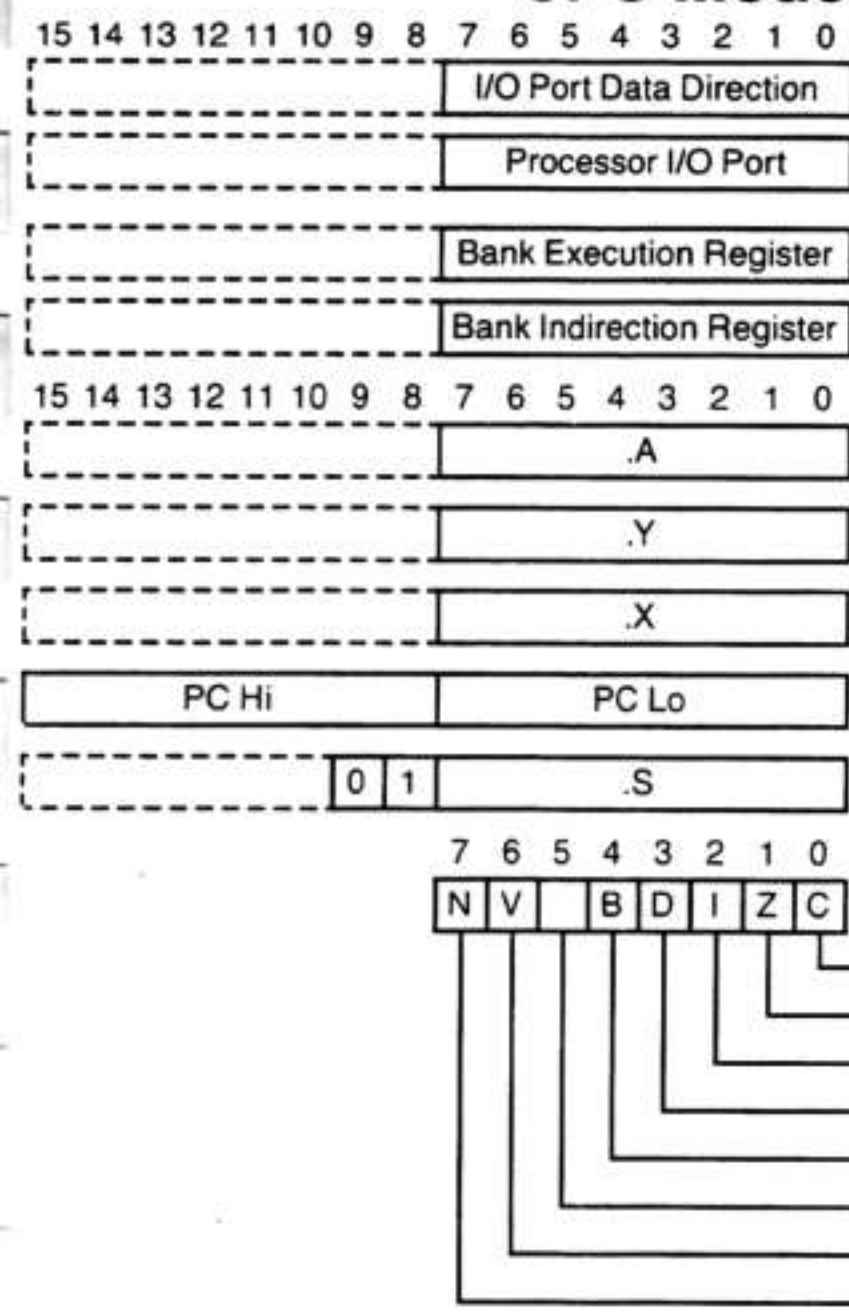 15 14 13 12 11 10 9 8 7 6 5 4 3 2 1 0
I/O Port Data Direction
Processor I/O Port
Bank Execution Register
Bank Indirection Register
15 14 13 12 11 10 9 8 7 6 5 4 3 2 1 0
.A
.Y
.X
PC Hi PC Lo
0 1 .S
7 6 5 4 3 2 1 0
N V B D I Z C